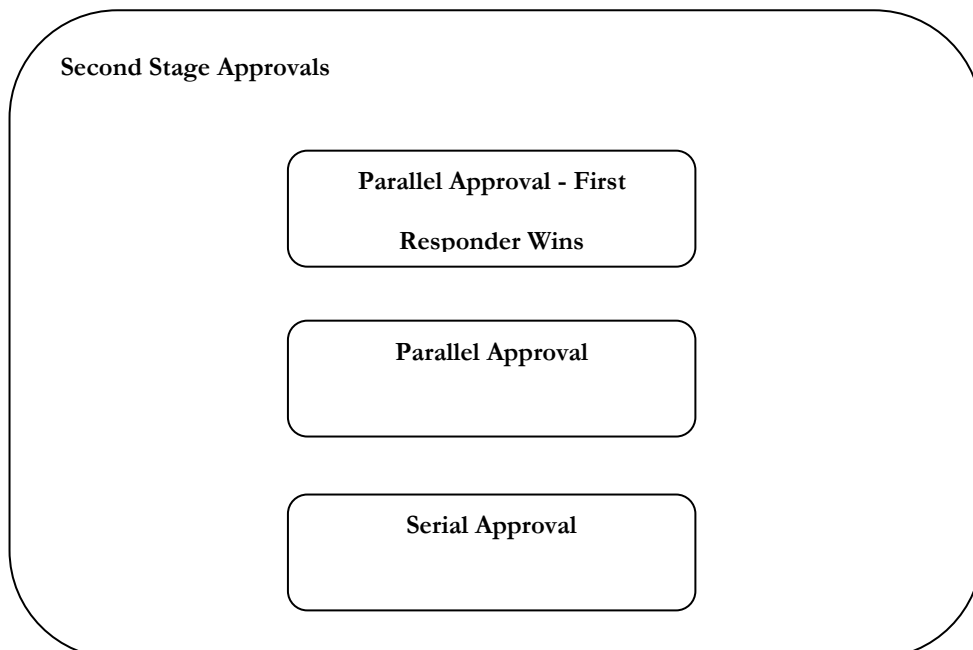 Second Stage Approvals
Parallel Approval - First
Responder Wins
Parallel Approval
Serial Approval